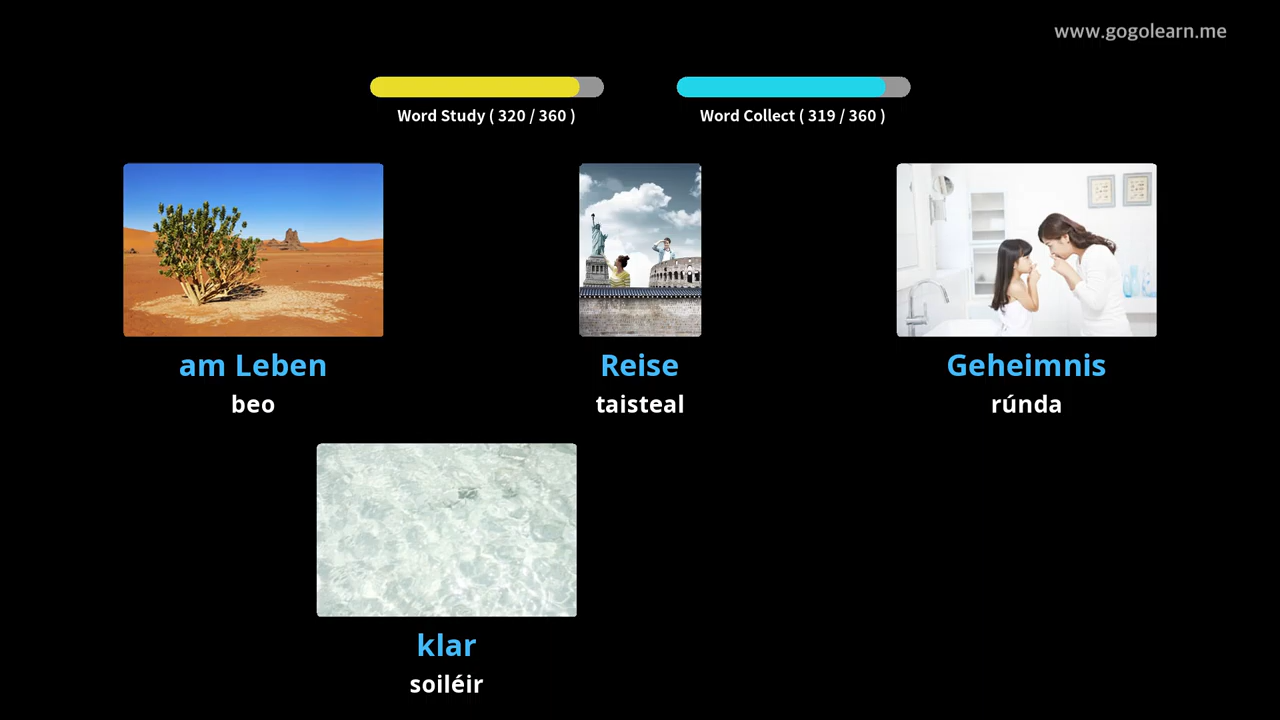 www.gogolearn.me
Word Study ( 320 / 360 )
Word Collect ( 319 / 360 )
am Leben
beo
Reise
taisteal
Geheimnis
rúnda
klar
soiléir